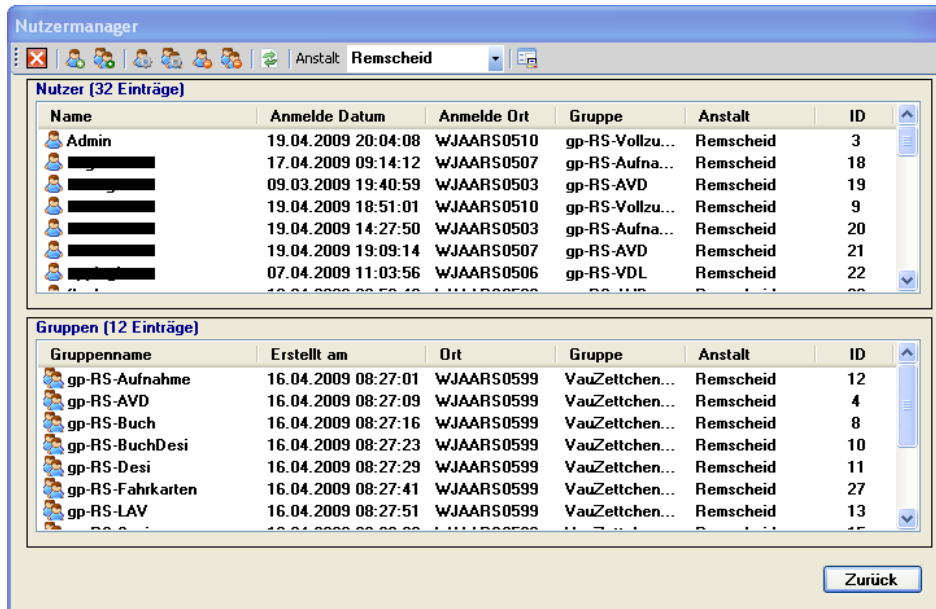 Nutzermanager
Anstalt Remscheid
Nutzer (32 Einträge)
Name Anmelde Datum Anmelde Ort Gruppe Anstalt ID
Admin 19.04.2009 20:04:08 WJAARS0510 gp-RS-Vollzu... Remscheid 3
17.04.2009 09:14:12 WJAARS0507 gp-RS-Aufna... Remscheid 18
09.03.2009 19:40:59 WJAARS0503 gp-RS-AVD Remscheid 19
19.04.2009 18:51:01 WJAARS0510 gp-RS-Vollzu... Remscheid 9
19.04.2009 14:27:50 WJAARS0503 gp-RS-Aufna... Remscheid 20
19.04.2009 19:09:14 WJAARS0507 gp-RS-AVD Remscheid 21
07.04.2009 11:03:56 WJAARS0506 gp-RS-VDL Remscheid 22
Gruppen (12 Einträge)
Gruppenname Erstellt am Ort Gruppe Anstalt ID
gp-RS-Aufnahme 16.04.2009 08:27:01 WJAARS0599 VauZettchen... Remscheid 12
gp-RS-AVD 16.04.2009 08:27:09 WJAARS0599 VauZettchen... Remscheid 4
gp-RS-Buch 16.04.2009 08:27:16 WJAARS0599 VauZettchen... Remscheid 8
gp-RS-BuchDesi 16.04.2009 08:27:23 WJAARS0599 VauZettchen... Remscheid 10
gp-RS-Desi 16.04.2009 08:27:29 WJAARS0599 VauZettchen... Remscheid 11
gp-RS-Fahrkarten 16.04.2009 08:27:41 WJAARS0599 VauZettchen... Remscheid 27
gp-RS-LAV 16.04.2009 08:27:51 WJAARS0599 VauZettchen... Remscheid 13
Zurück